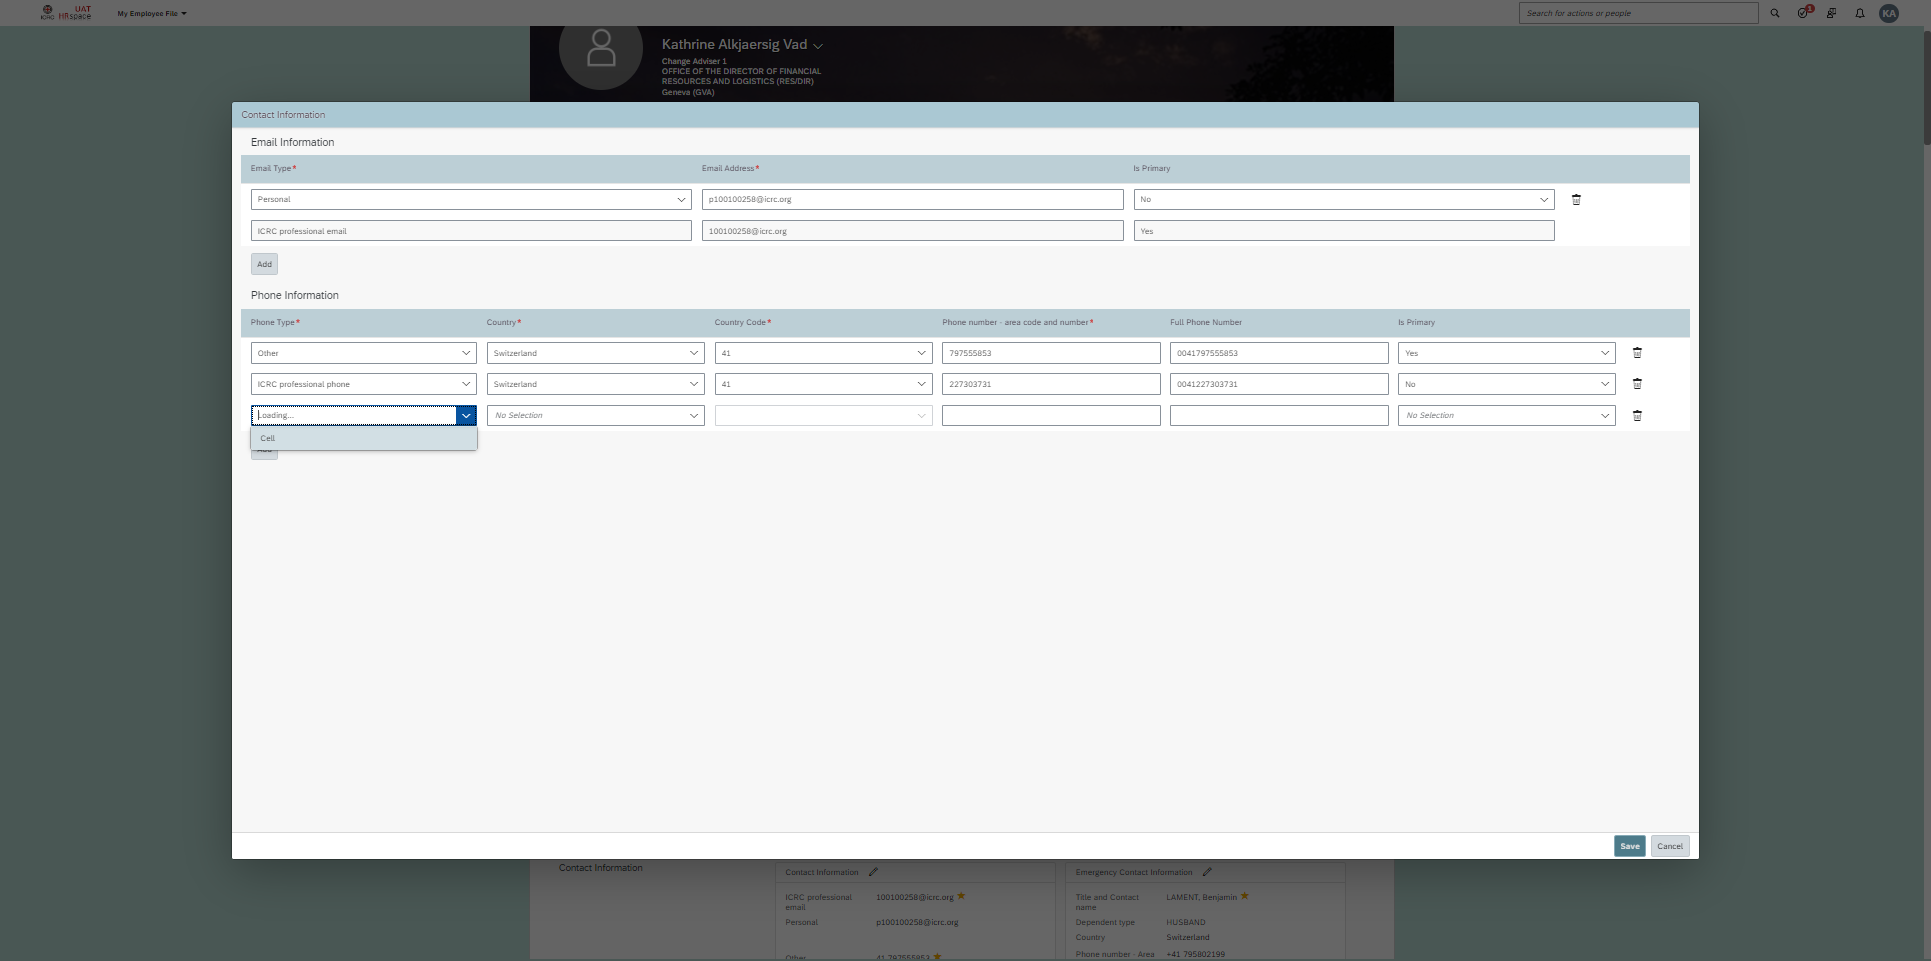 ICRC
UAT
HRspace
My Employee File
Search for actions or people
1
KA
Kathrine Alkjaersig Vad
Change Adviser 1
OFFICE OF THE DIRECTOR OF FINANCIAL
RESOURCES AND LOGISTICS (RES/DIR)
Geneva (GVA)
Contact Information
Email Information
Email Type* Email Address* Is Primary
Personal p100100258@icrc.org No
ICRC professional email 100100258@icrc.org Yes
Add
Phone Information
Phone Type* Country* Country Code* Phone number - area code and number* Full Phone Number Is Primary
Other Switzerland 41 797555853 0041797555853 Yes
ICRC professional phone Switzerland 41 227303731 0041227303731 No
Loading... No Selection No Selection
Cell
Add
Save Cancel
Contact Information
Contact Information
ICRC professional
email
100100258@icrc.org
Personal p100100258@icrc.org
Other 41 797555853
Emergency Contact Information
Title and Contact
name
LAMENT, Benjamin
Dependent type HUSBAND
Country Switzerland
Phone number - Area +41 795802199